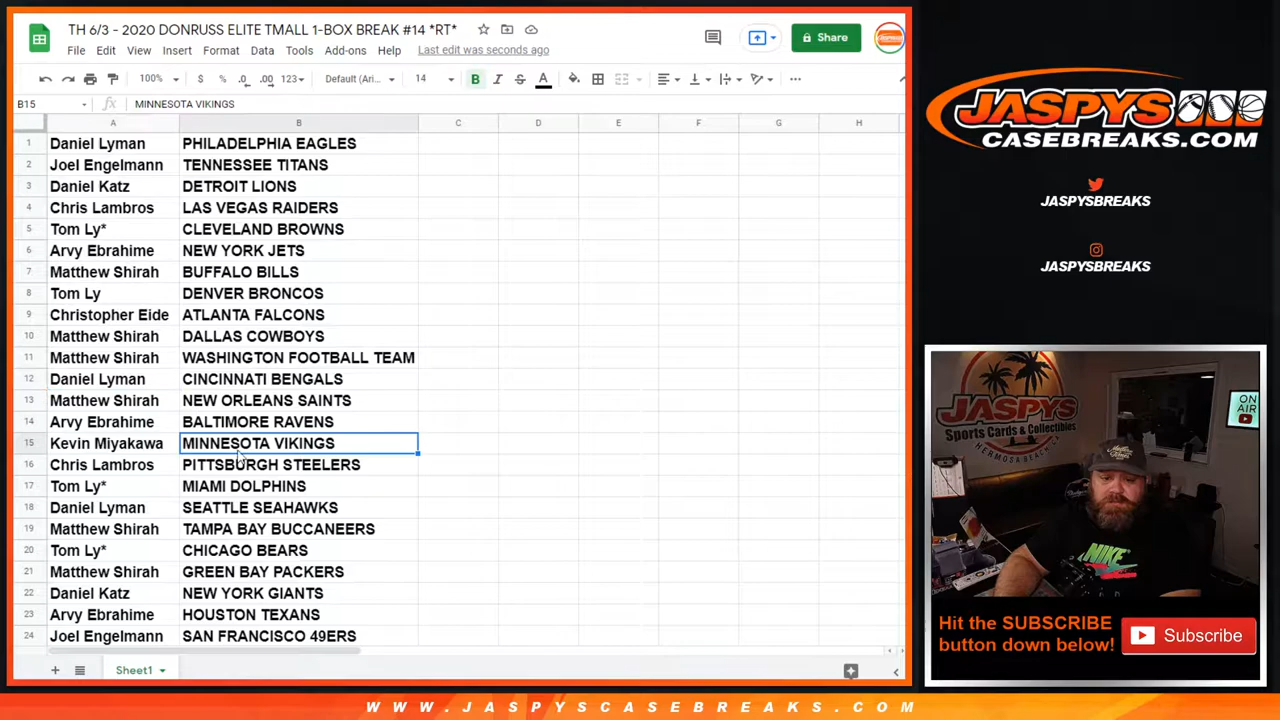 TH 6/3 - 2020 DONRUSS ELITE TMALL 1-BOX BREAK #14 *RT*
File Edit View Insert Format Data Tools Add-ons Help Last edit was seconds ago
Share
100% $ % .0 .00 123 Default (Ari... 14 B I S A
B15 fx MINNESOTA VIKINGS
A B C D E F G H
1 Daniel Lyman PHILADELPHIA EAGLES
2 Joel Engelmann TENNESSEE TITANS
3 Daniel Katz DETROIT LIONS
4 Chris Lambros LAS VEGAS RAIDERS
5 Tom Ly* CLEVELAND BROWNS
6 Arvy Ebrahime NEW YORK JETS
7 Matthew Shirah BUFFALO BILLS
8 Tom Ly DENVER BRONCOS
9 Christopher Eide ATLANTA FALCONS
10 Matthew Shirah DALLAS COWBOYS
11 Matthew Shirah WASHINGTON FOOTBALL TEAM
12 Daniel Lyman CINCINNATI BENGALS
13 Matthew Shirah NEW ORLEANS SAINTS
14 Arvy Ebrahime BALTIMORE RAVENS
15 Kevin Miyakawa MINNESOTA VIKINGS
16 Chris Lambros PITTSBURGH STEELERS
17 Tom Ly* MIAMI DOLPHINS
18 Daniel Lyman SEATTLE SEAHAWKS
19 Matthew Shirah TAMPA BAY BUCCANEERS
20 Tom Ly* CHICAGO BEARS
21 Matthew Shirah GREEN BAY PACKERS
22 Daniel Katz NEW YORK GIANTS
23 Arvy Ebrahime HOUSTON TEXANS
24 Joel Engelmann SAN FRANCISCO 49ERS
Sheet1
JASPYS
CASEBREAKS.COM
JASPYSBREAKS
JASPYSBREAKS
JASPYS
Sports Cards & Collectibles
HERMOSA BEACH
ON
AIR
NIKE
Hit the SUBSCRIBE
button down below!
Subscribe
WWW.JASPYSCASEBREAKS.COM